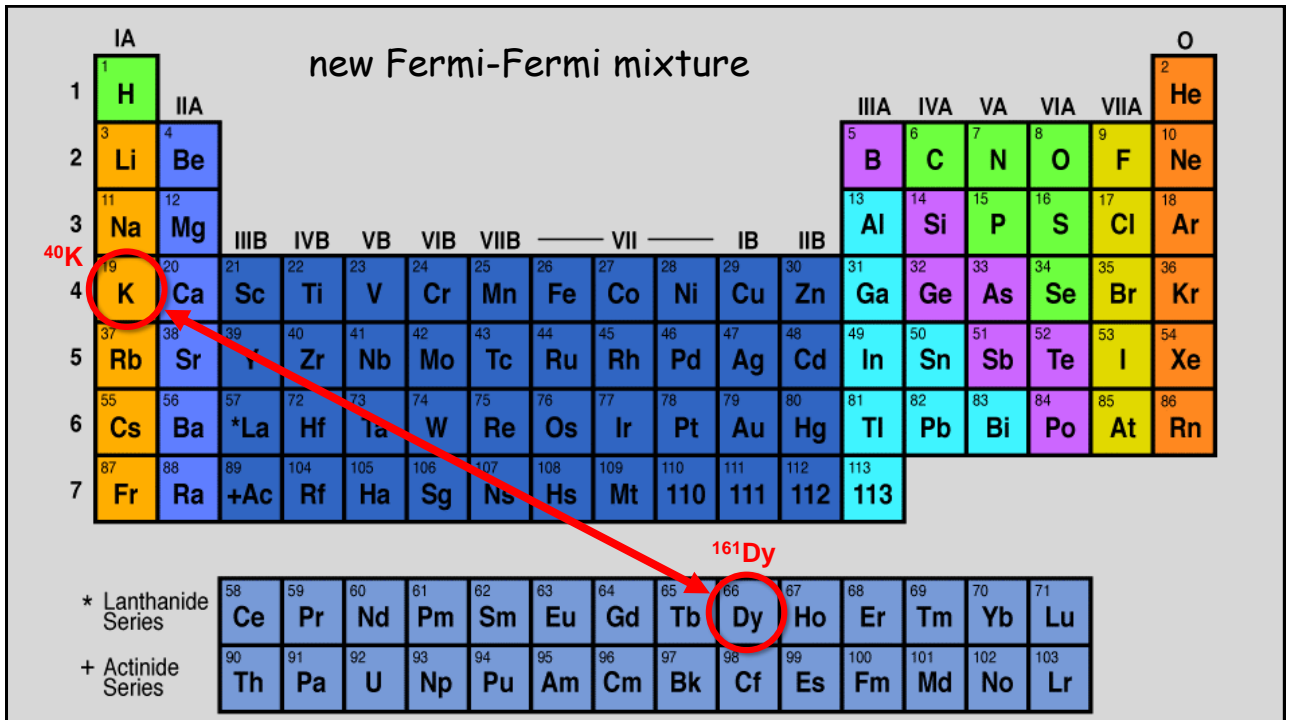 IA
new Fermi-Fermi mixture
O
1 1 H IIA IIIA IVA VA VIA VIIA 2 He
2 3 Li 4 Be 5 B 6 C 7 N 8 O 9 F 10 Ne
3 11 Na 12 Mg IIIB IVB VB VIB VIIB VII IB IIB 13 Al 14 Si 15 P 16 S 17 Cl 18 Ar
⁴⁰K
4 19 K 20 Ca 21 Sc 22 Ti 23 V 24 Cr 25 Mn 26 Fe 27 Co 28 Ni 29 Cu 30 Zn 31 Ga 32 Ge 33 As 34 Se 35 Br 36 Kr
5 37 Rb 38 Sr 39 Y 40 Zr 41 Nb 42 Mo 43 Tc 44 Ru 45 Rh 46 Pd 47 Ag 48 Cd 49 In 50 Sn 51 Sb 52 Te 53 I 54 Xe
6 55 Cs 56 Ba 57 *La 72 Hf 73 Ta 74 W 75 Re 76 Os 77 Ir 78 Pt 79 Au 80 Hg 81 Tl 82 Pb 83 Bi 84 Po 85 At 86 Rn
7 87 Fr 88 Ra 89 +Ac 104 Rf 105 Ha 106 Sg 107 Ns 108 Hs 109 Mt 110 110 111 111 112 112 113 113
¹⁶¹Dy
* Lanthanide Series 58 Ce 59 Pr 60 Nd 61 Pm 62 Sm 63 Eu 64 Gd 65 Tb 66 Dy 67 Ho 68 Er 69 Tm 70 Yb 71 Lu
+ Actinide Series 90 Th 91 Pa 92 U 93 Np 94 Pu 95 Am 96 Cm 97 Bk 98 Cf 99 Es 100 Fm 101 Md 102 No 103 Lr